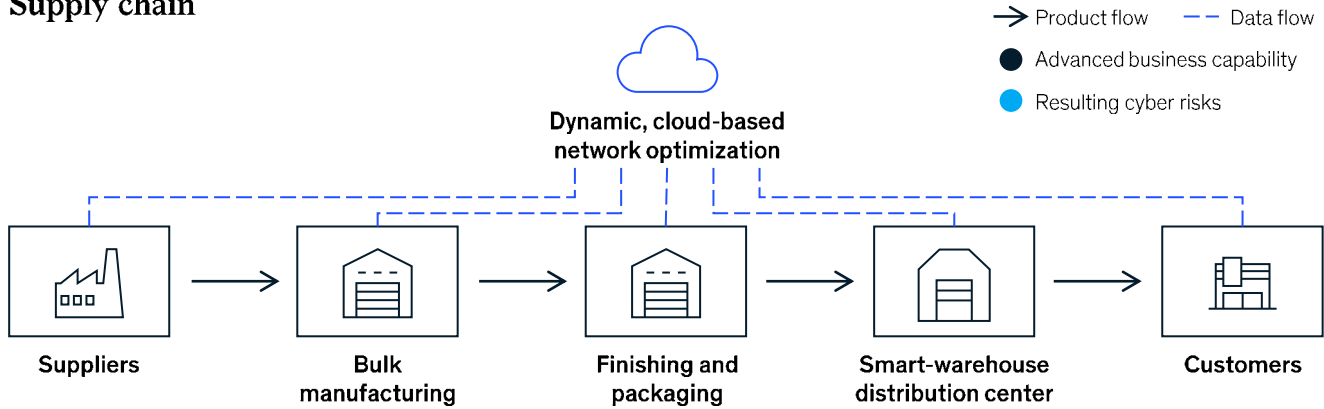 Supply chain
Product flow
Data flow
Advanced business capability
Resulting cyber risks
Dynamic, cloud-based
network optimization
Suppliers
Bulk
manufacturing
Finishing and
packaging
Smart-warehouse
distribution center
Customers